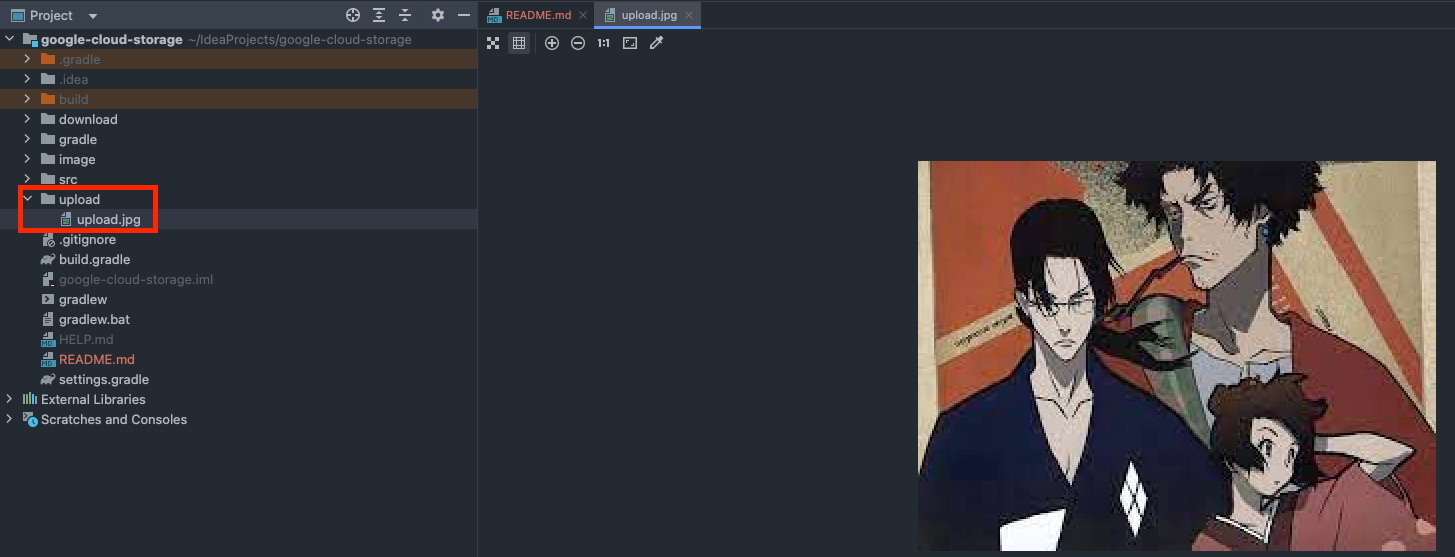 Project
README.md
upload.jpg
google-cloud-storage ~/IdeaProjects/google-cloud-storage
1:1
.gradle
.idea
build
download
gradle
image
src
upload
upload.jpg
.gitignore
build.gradle
google-cloud-storage.iml
gradlew
gradlew.bat
MD HELP.md
MD README.md
settings.gradle
External Libraries
Scratches and Consoles